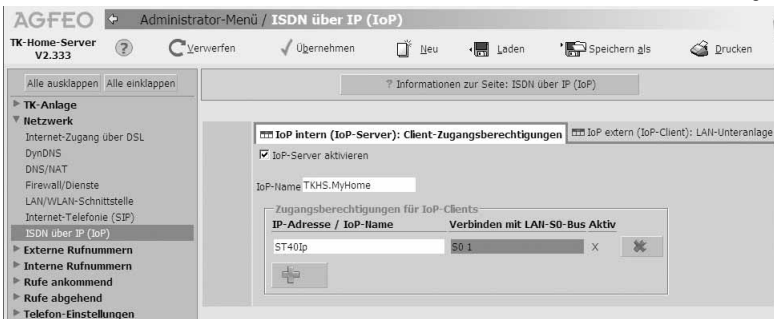 AGFEO Administrator-Menü / ISDN über IP (IoP)
TK-Home-Server
V2.333
? Verwerfen Übernehmen Neu Laden Speichern als Drucken
Alle ausklappen Alle einklappen
? Informationen zur Seite: ISDN über IP (IoP)
TK-Anlage
Netzwerk
Internet-Zugang über DSL
DynDNS
DNS/NAT
Firewall/Dienste
LAN/WLAN-Schnittstelle
Internet-Telefonie (SIP)
ISDN über IP (IoP)
Externe Rufnummern
Interne Rufnummern
Rufe ankommend
Rufe abgehend
Telefon-Einstellungen
IoP intern (IoP-Server): Client-Zugangsberechtigungen IoP extern (IoP-Client): LAN-Unteranlage
IoP-Server aktivieren
IoP-Name TKHS.MyHome
Zugangsberechtigungen für IoP-Clients
IP-Adresse / IoP-Name Verbinden mit LAN-S0-Bus Aktiv
ST40Ip S0 1 X